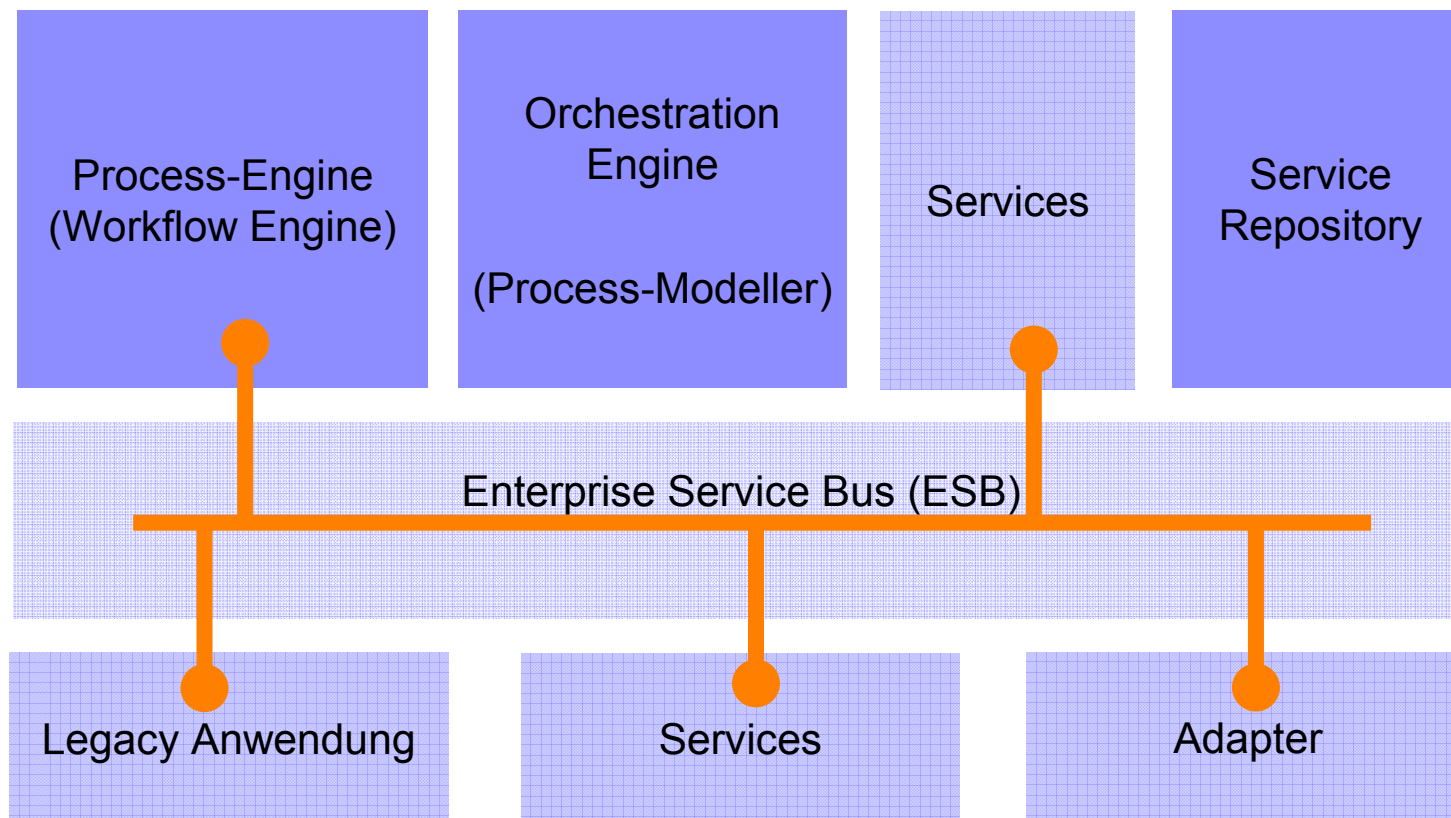 Process-Engine
(Workflow Engine)
Orchestration
Engine
(Process-Modeller)
Services
Service
Repository
Enterprise Service Bus (ESB)
Legacy Anwendung
Services
Adapter